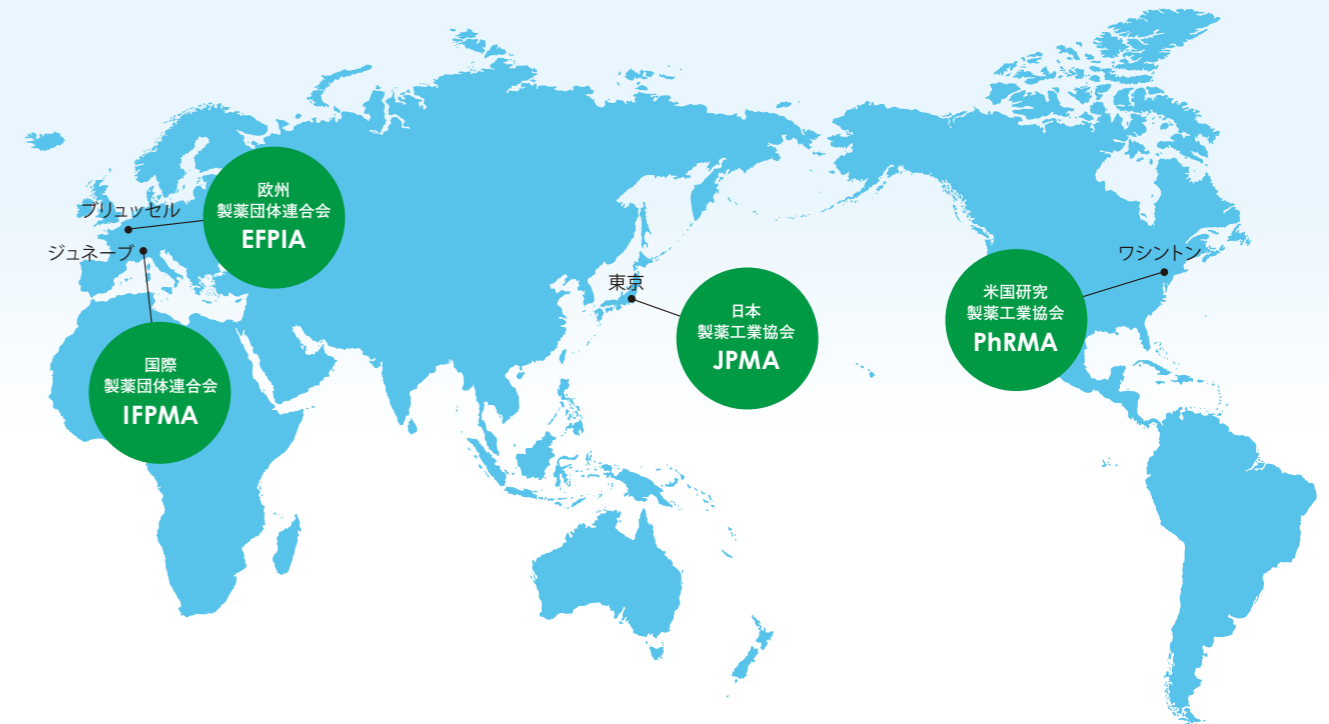 欧州
製薬団体連合会
EFPIA
ブリュッセル
ジュネーブ
国際
製薬団体連合会
IFPMA
東京
日本
製薬工業協会
JPMA
ワシントン
米国研究
製薬工業協会
PhRMA